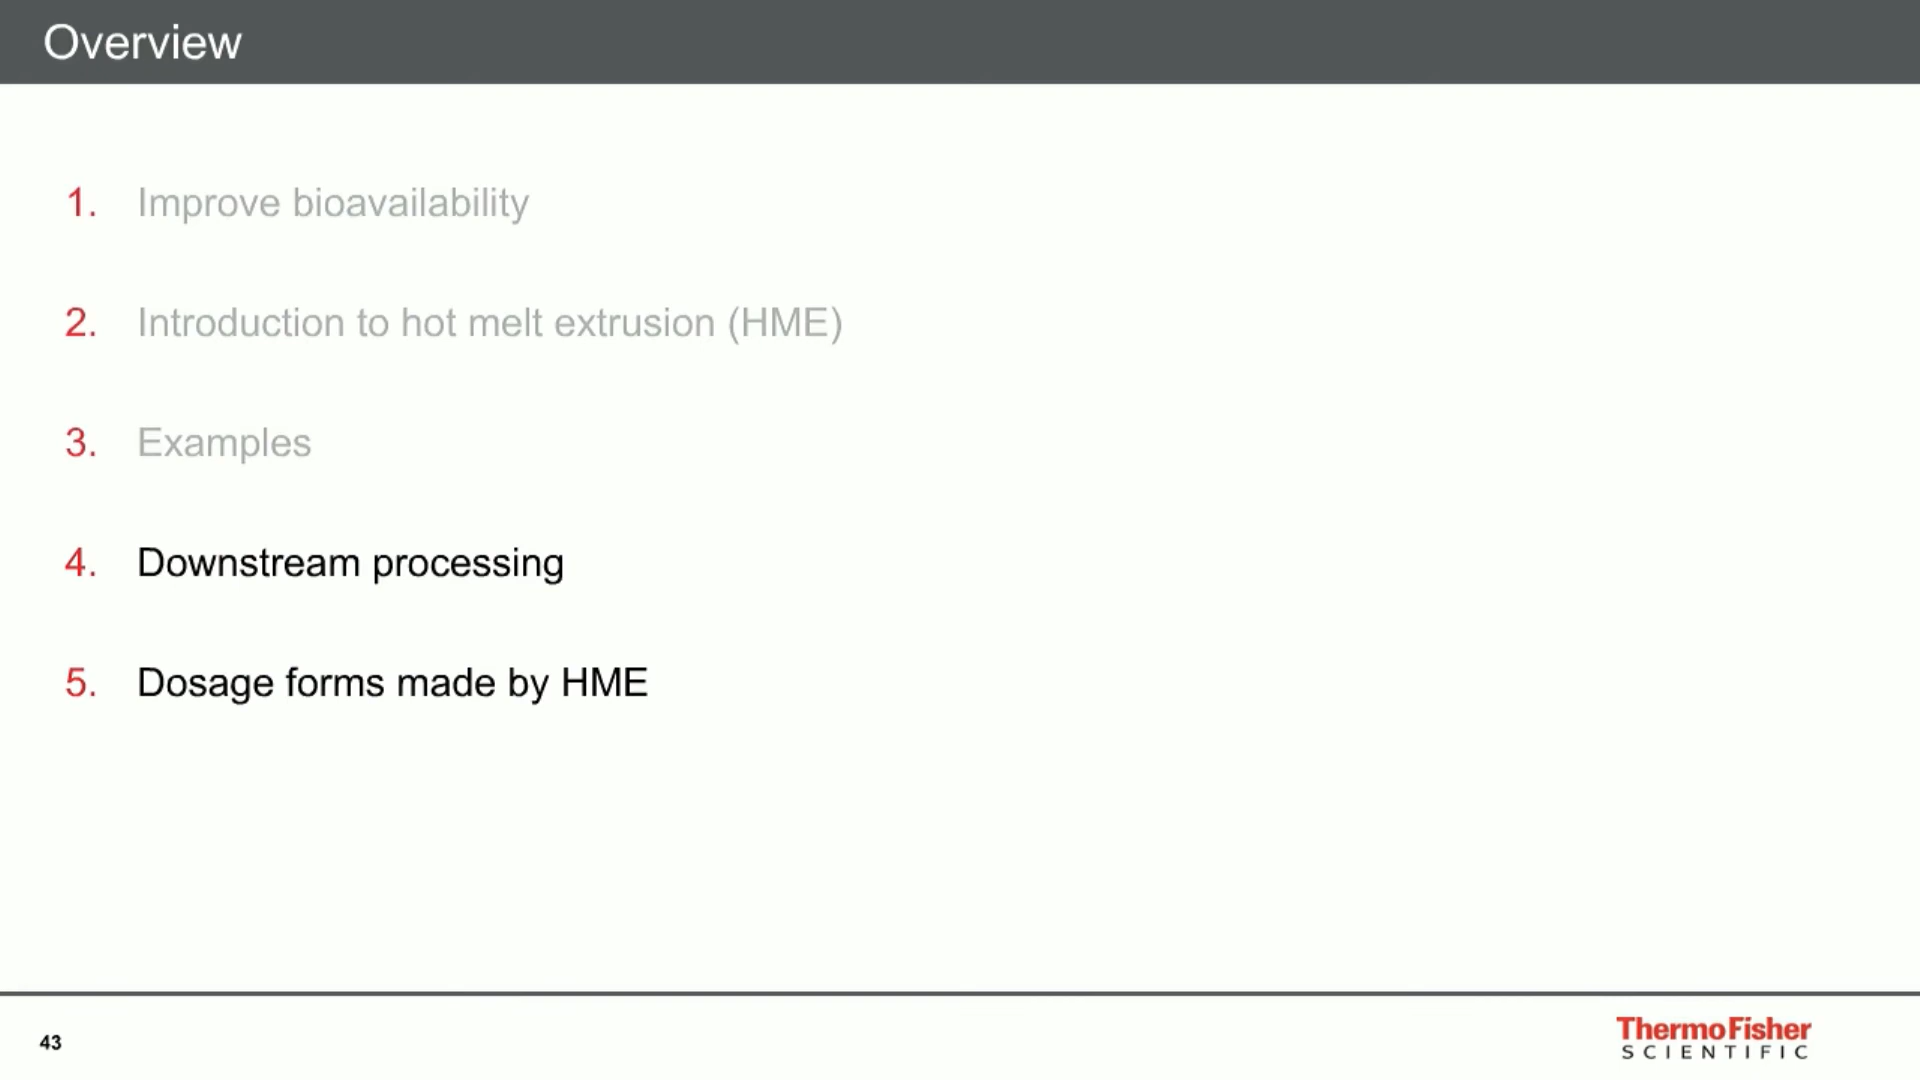 Overview
1. Improve bioavailability
2. Introduction to hot melt extrusion (HME)
3. Examples
4. Downstream processing
5. Dosage forms made by HME
43
ThermoFisher
SCIENTIFIC